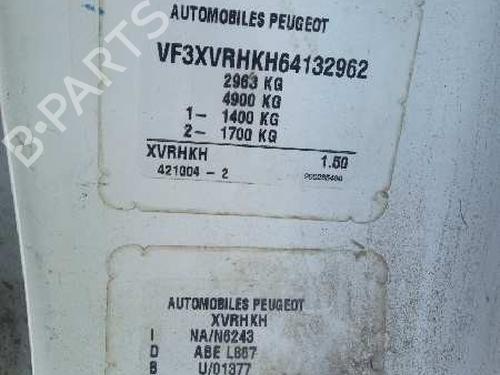 AUTOMOBILES PEUGEOT
VF3XVRHKH64132962
2963 KG
4900 KG
1- 1400 KG
2- 1700 KG
XVRHKH 1.50
421004 - 2
AUTOMOBILES PEUGEOT
XVRHKH
I NA/N6243
D ABE L667
B U/01377
B-PARTS